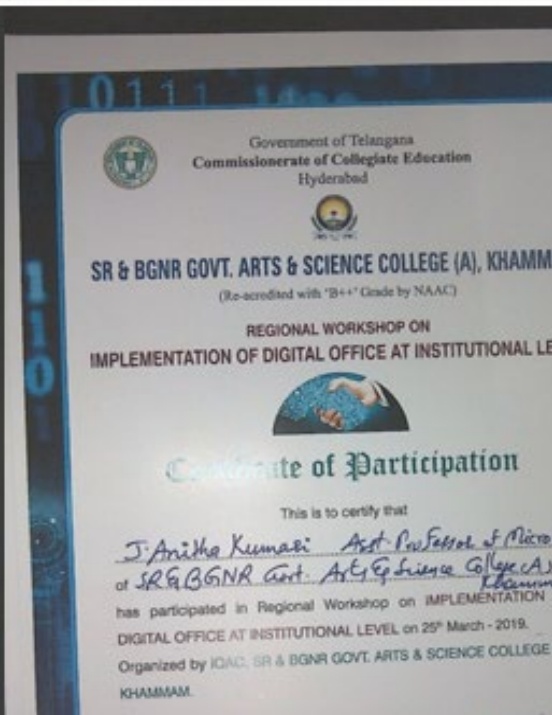 Government of Telangana
Commissionerate of Collegiate Education
Hyderabad
SR & BGNR GOVT. ARTS & SCIENCE COLLEGE (A), KHAMM
(Re-acredited with "B++" Grade by NAAC)
REGIONAL WORKSHOP ON
IMPLEMENTATION OF DIGITAL OFFICE AT INSTITUTIONAL LE
Certificate of Participation
This is to certify that
J. Anitha Kumari Asst. Professor of Micro
of SR & BGNR Govt. Arts & Science College (A)
Khamm
has participated in Regional Workshop on IMPLEMENTATION
DIGITAL OFFICE AT INSTITUTIONAL LEVEL on 25th March - 2019.
Organized by IQAC, SR & BGNR GOVT. ARTS & SCIENCE COLLEGE
KHAMMAM.